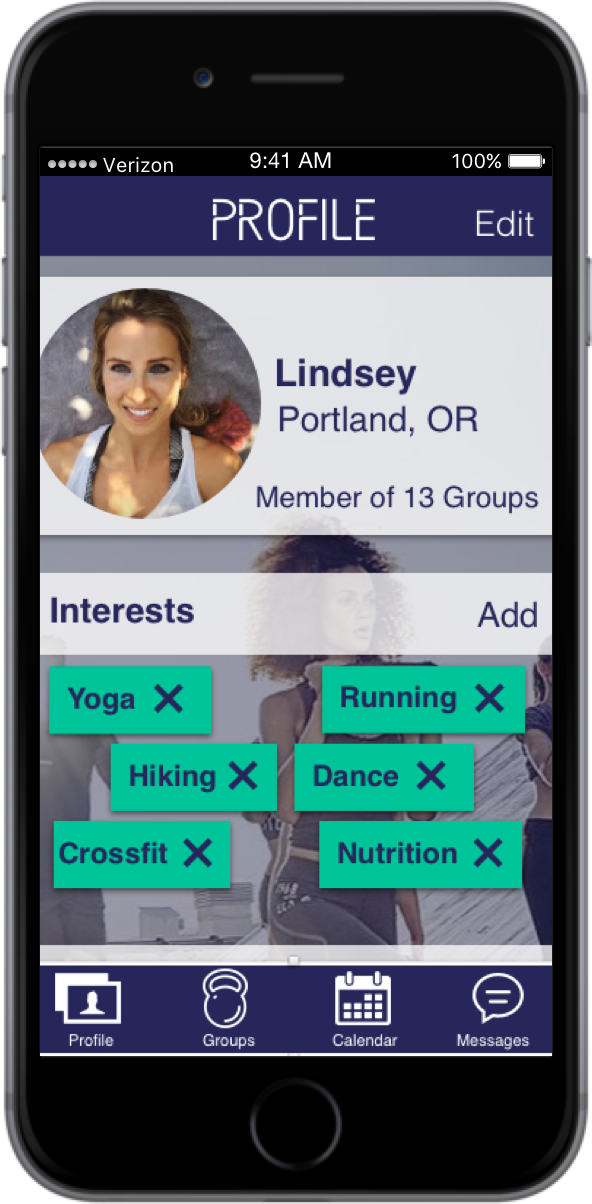 Verizon 9:41 AM 100%
PROFILE Edit
Lindsey
Portland, OR
Member of 13 Groups
Interests Add
Yoga Running
Hiking Dance
Crossfit Nutrition
Profile Groups Calendar Messages